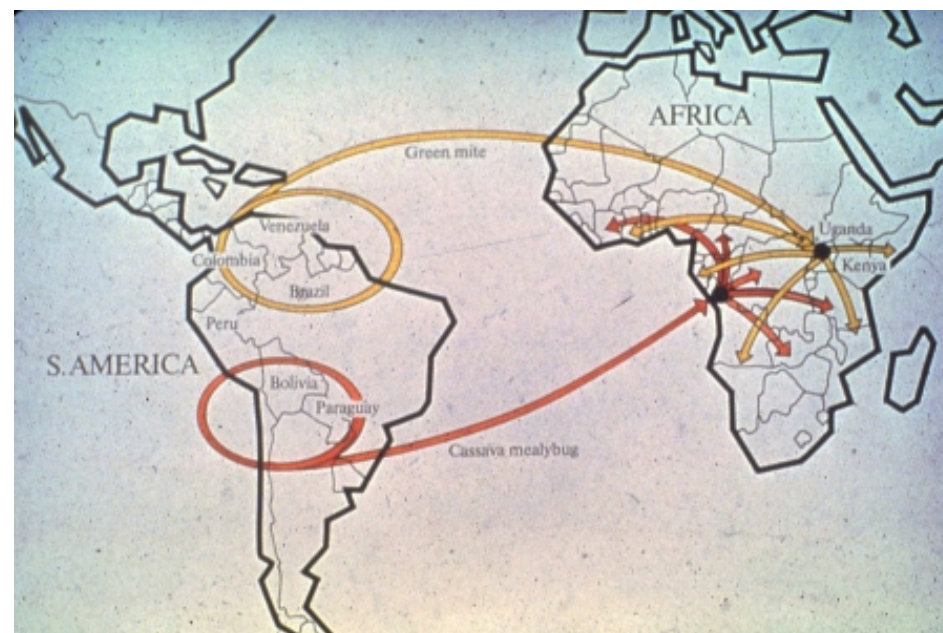 AFRICA
Green mite
Venezuela
Uganda
Colombia
Kenya
Brazil
Peru
S. AMERICA
Bolivia
Paraguay
Cassava mealybug